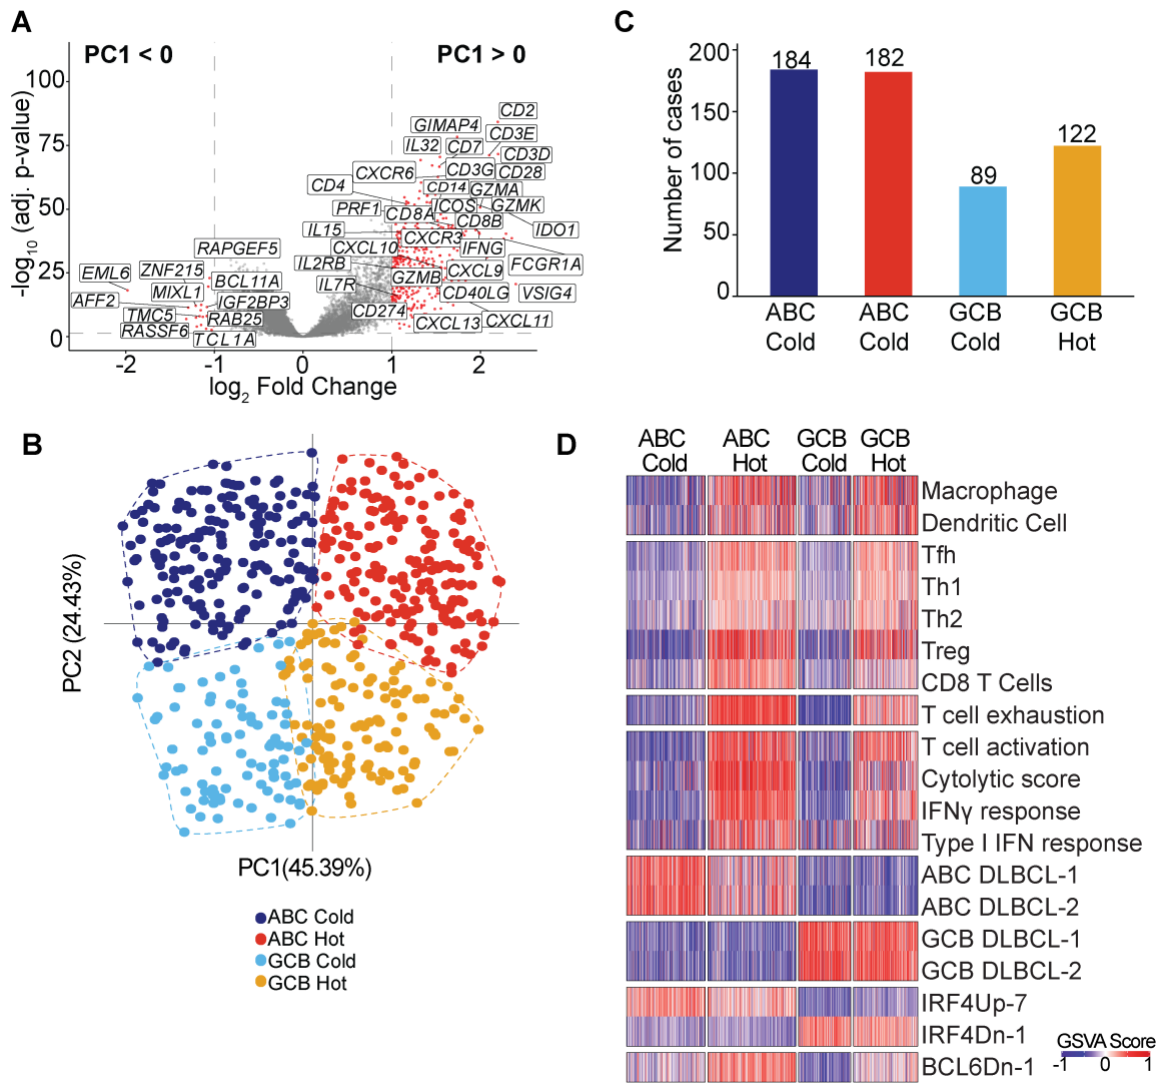 A
PC1 < 0
PC1 > 0
-log10 (adj. p-value)
100
75
50
25
0
-2
-1
0
1
2
log2 Fold Change
CD2
GIMAP4
CD3E
IL32
CD7
CD3D
CXCR6
CD3G
CD28
CD4
CD14
GZMA
PRF1
CD8A
ICOS
GZMK
CD8B
IL15
CXCR3
IDO1
CXCL10
IFNG
IL2RB
CXCL9
FCGR1A
IL7R
GZMB
CD40LG
VSIG4
CD274
CXCL13
CXCL11
RAPGEF5
EML6
ZNF215
BCL11A
AFF2
MIXL1
IGF2BP3
TMC5
RAB25
RASSF6
TCL1A
C
Number of cases
200
150
100
50
0
184
182
89
122
ABC
Cold
ABC
Cold
GCB
Cold
GCB
Hot
B
PC2 (24.43%)
PC1(45.39%)
ABC Cold
ABC Hot
GCB Cold
GCB Hot
D
ABC
Cold
ABC
Hot
GCB
Cold
GCB
Hot
Macrophage
Dendritic Cell
Tfh
Th1
Th2
Treg
CD8 T Cells
T cell exhaustion
T cell activation
Cytolytic score
IFNγ response
Type I IFN response
ABC DLBCL-1
ABC DLBCL-2
GCB DLBCL-1
GCB DLBCL-2
IRF4Up-7
IRF4Dn-1
BCL6Dn-1
GSVA Score
-1 0 1